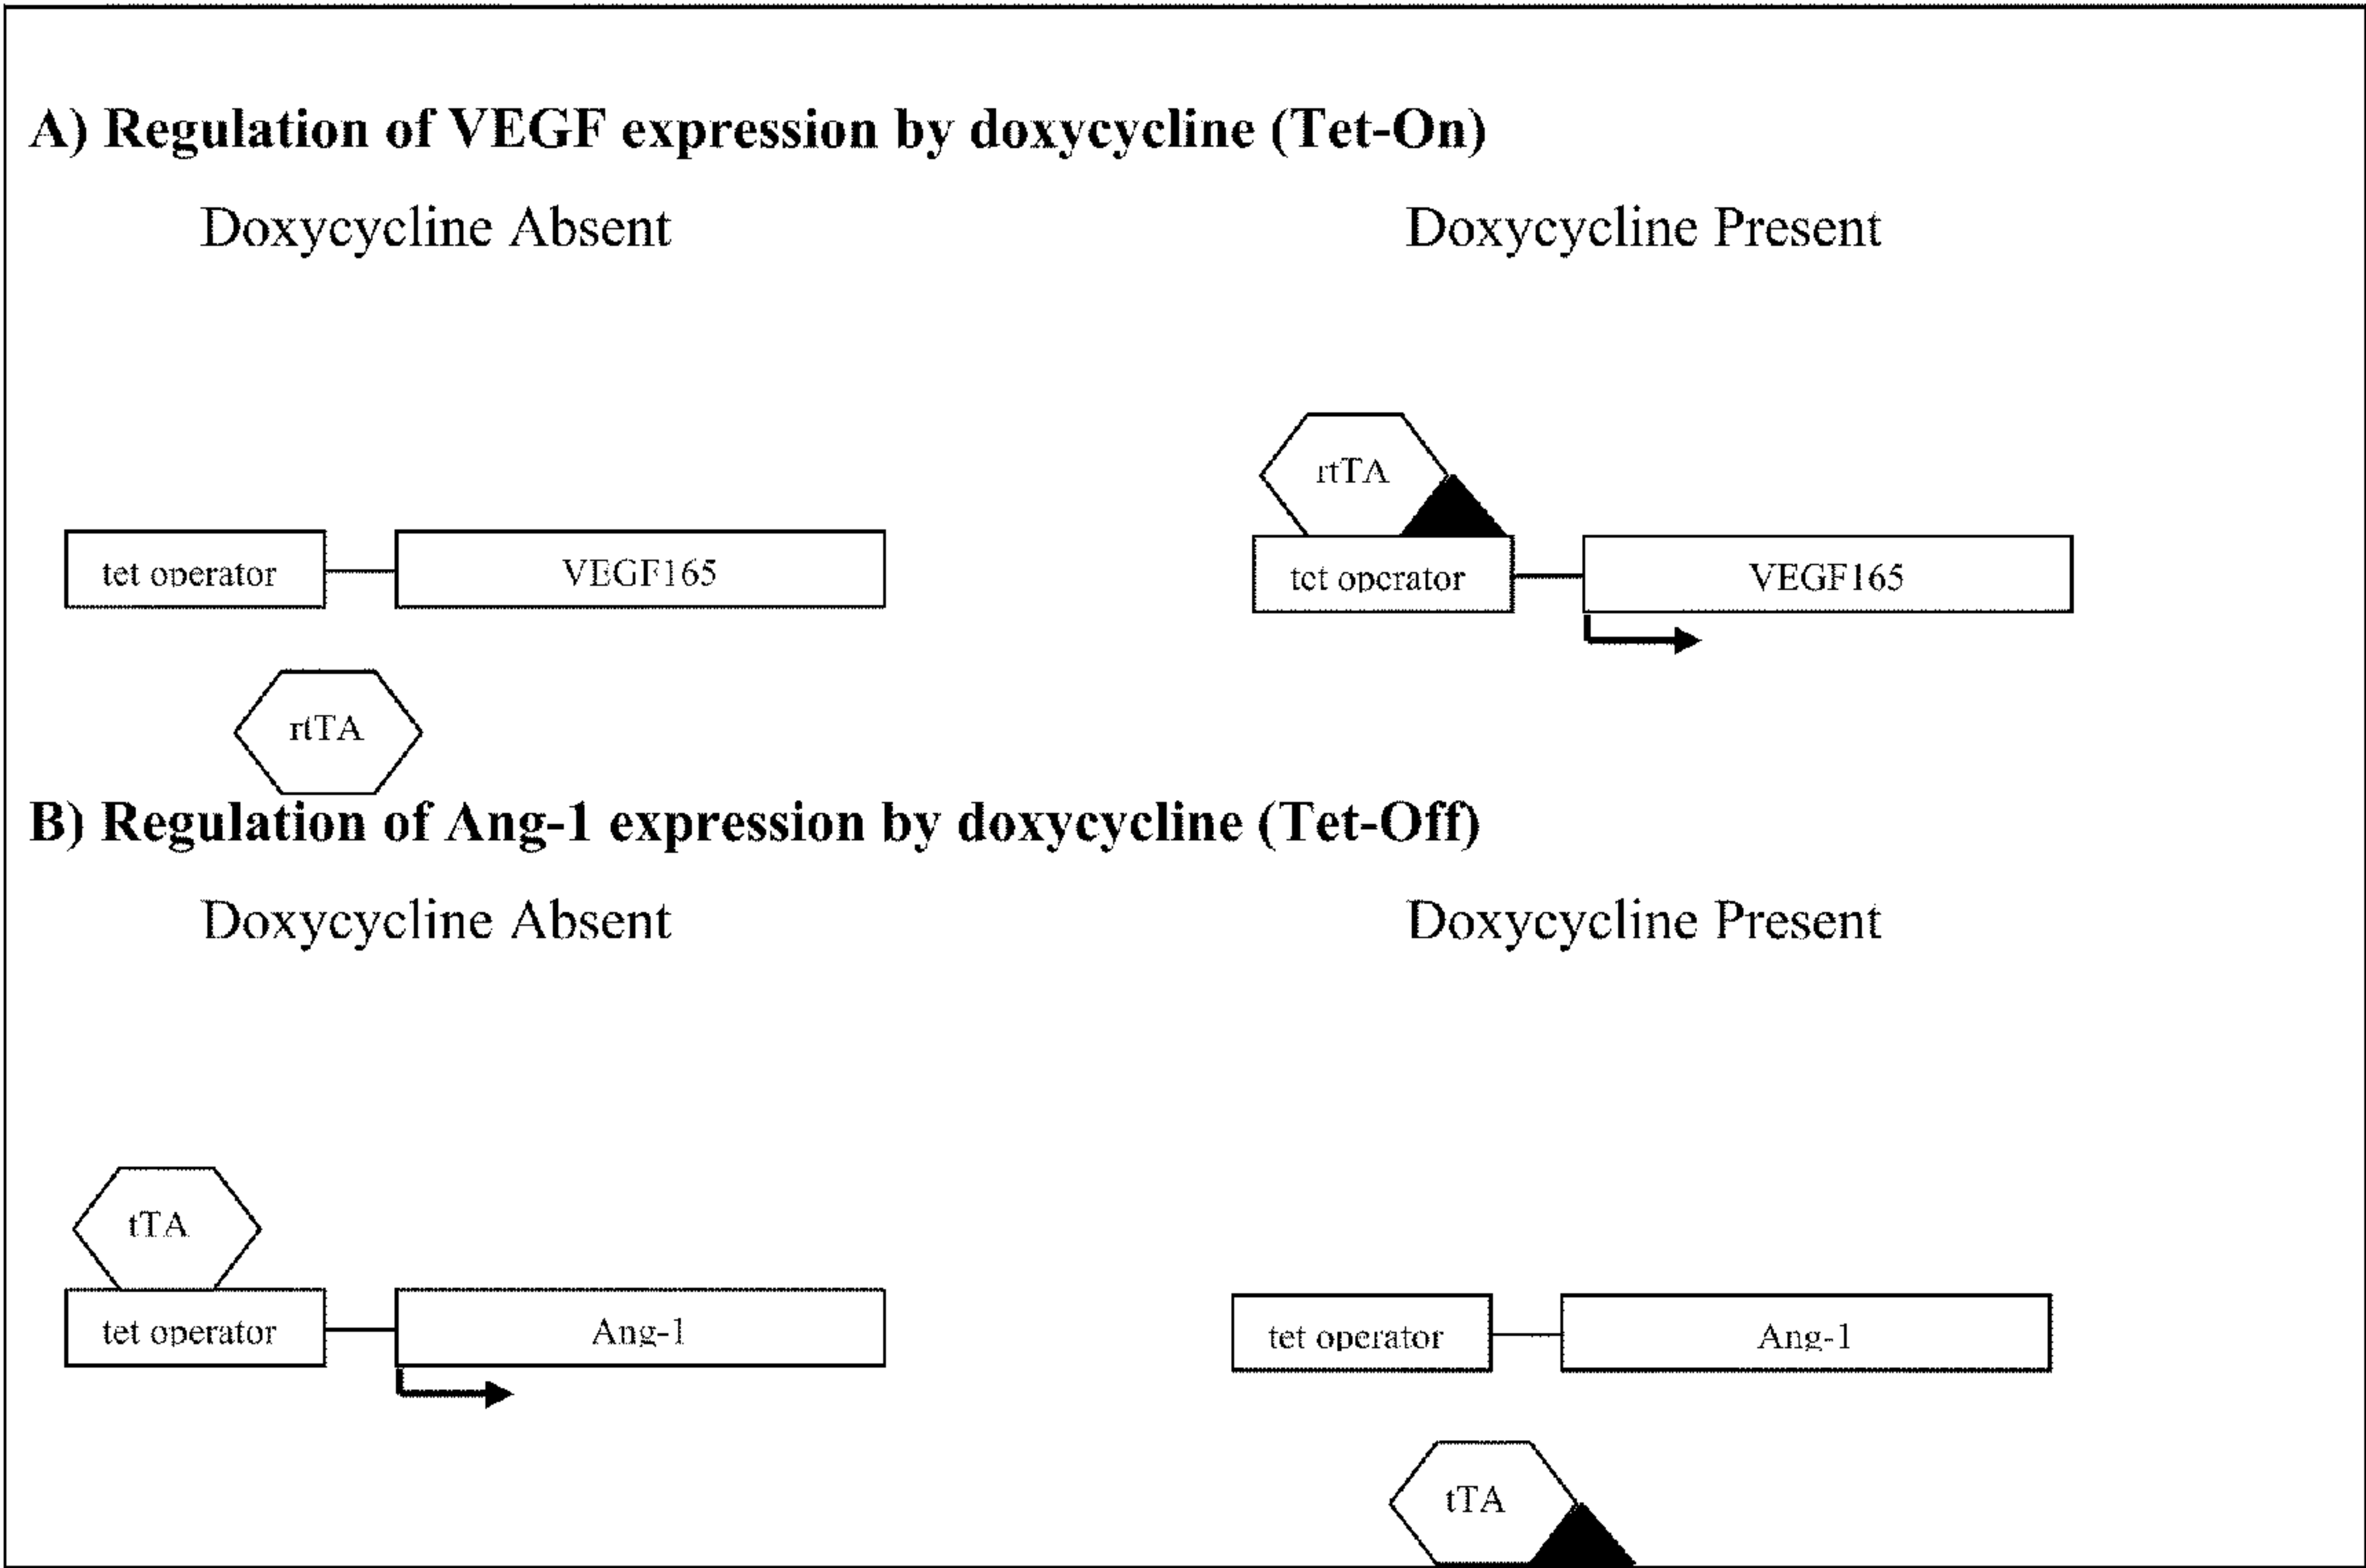 A) Regulation of VEGF expression by doxycycline (Tet-On)
Doxycycline Absent
Doxycycline Present
rtTA
tet operator
VEGF165
tet operator
VEGF165
rtTA
B) Regulation of Ang-1 expression by doxycycline (Tet-Off)
Doxycycline Absent
Doxycycline Present
tTA
tet operator
Ang-1
tet operator
Ang-1
tTA